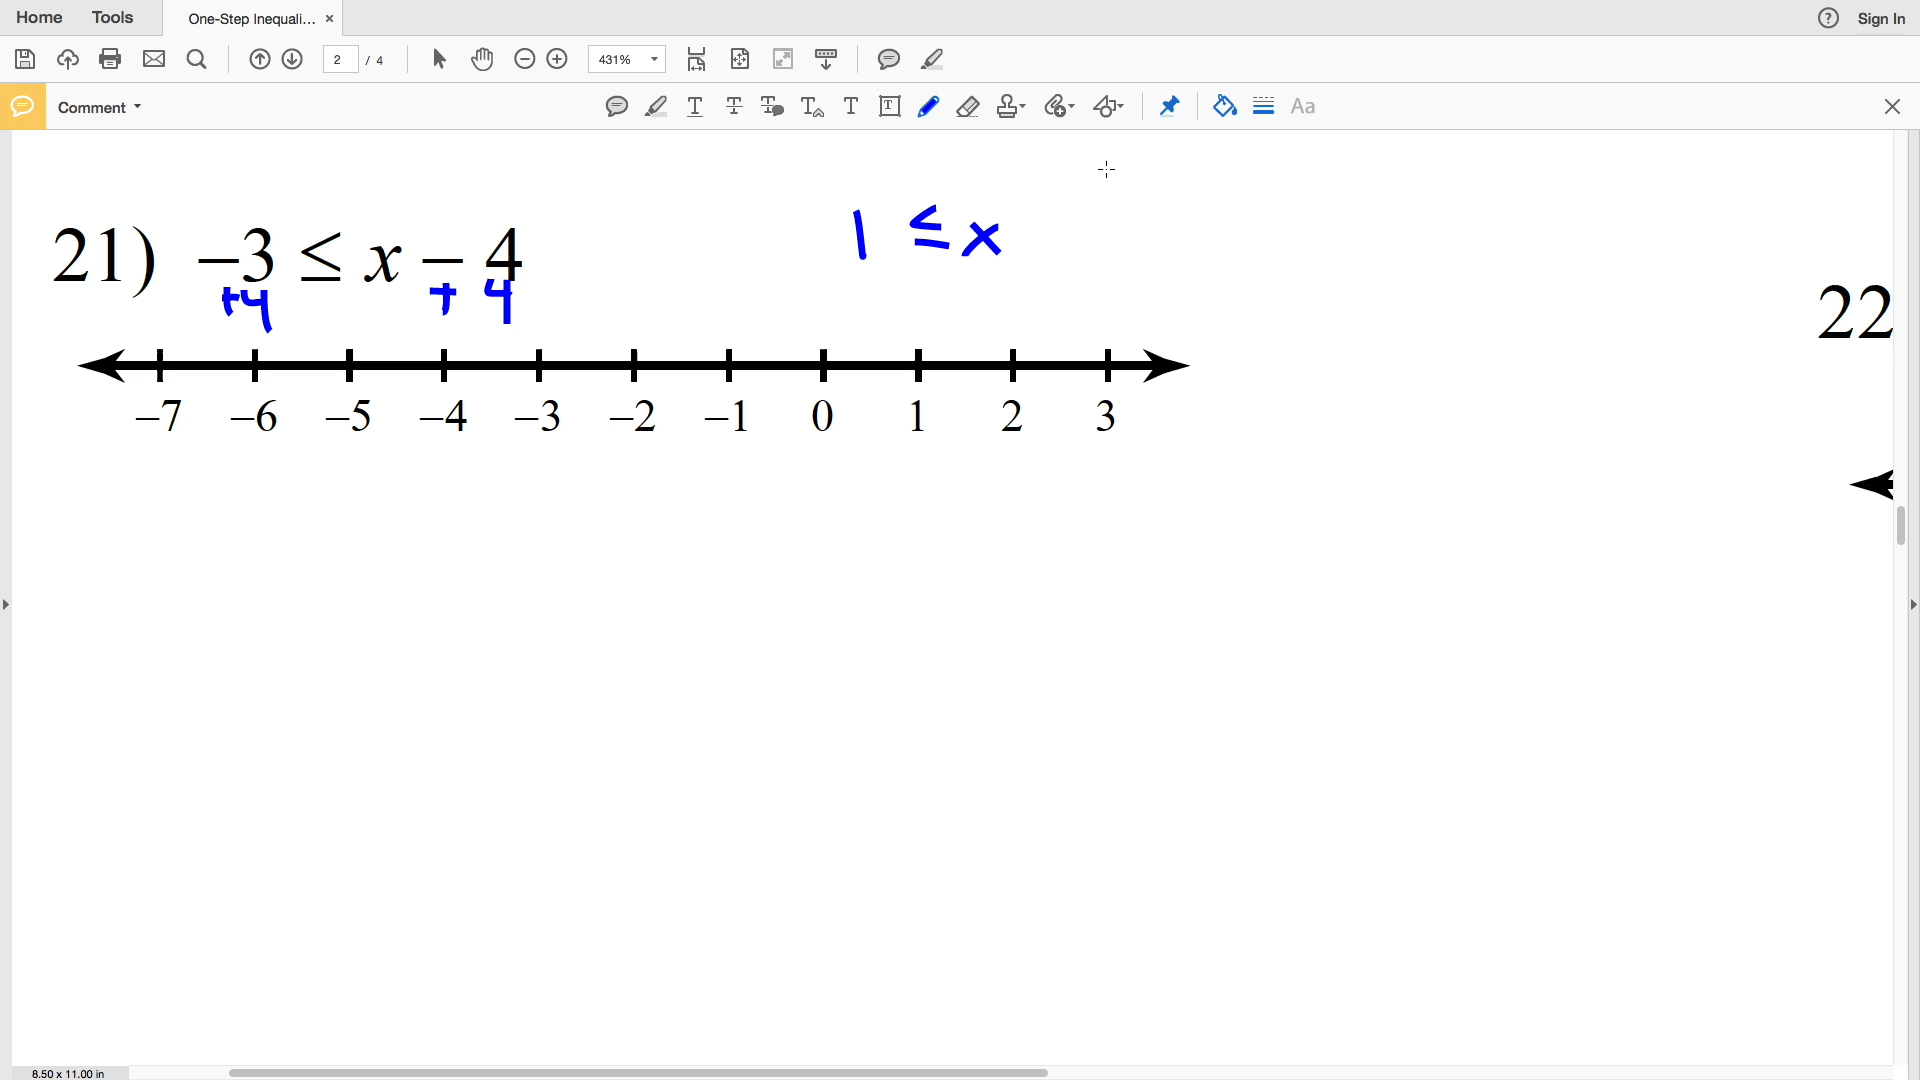 Home Tools One-Step Inequali... × ? Sign In
2 / 4 431%
Comment T T T T T T Aa
1 ≤ x
21) −3 ≤ x − 4
+4 + 4
22
−7 −6 −5 −4 −3 −2 −1 0 1 2 3
8.50 x 11.00 in